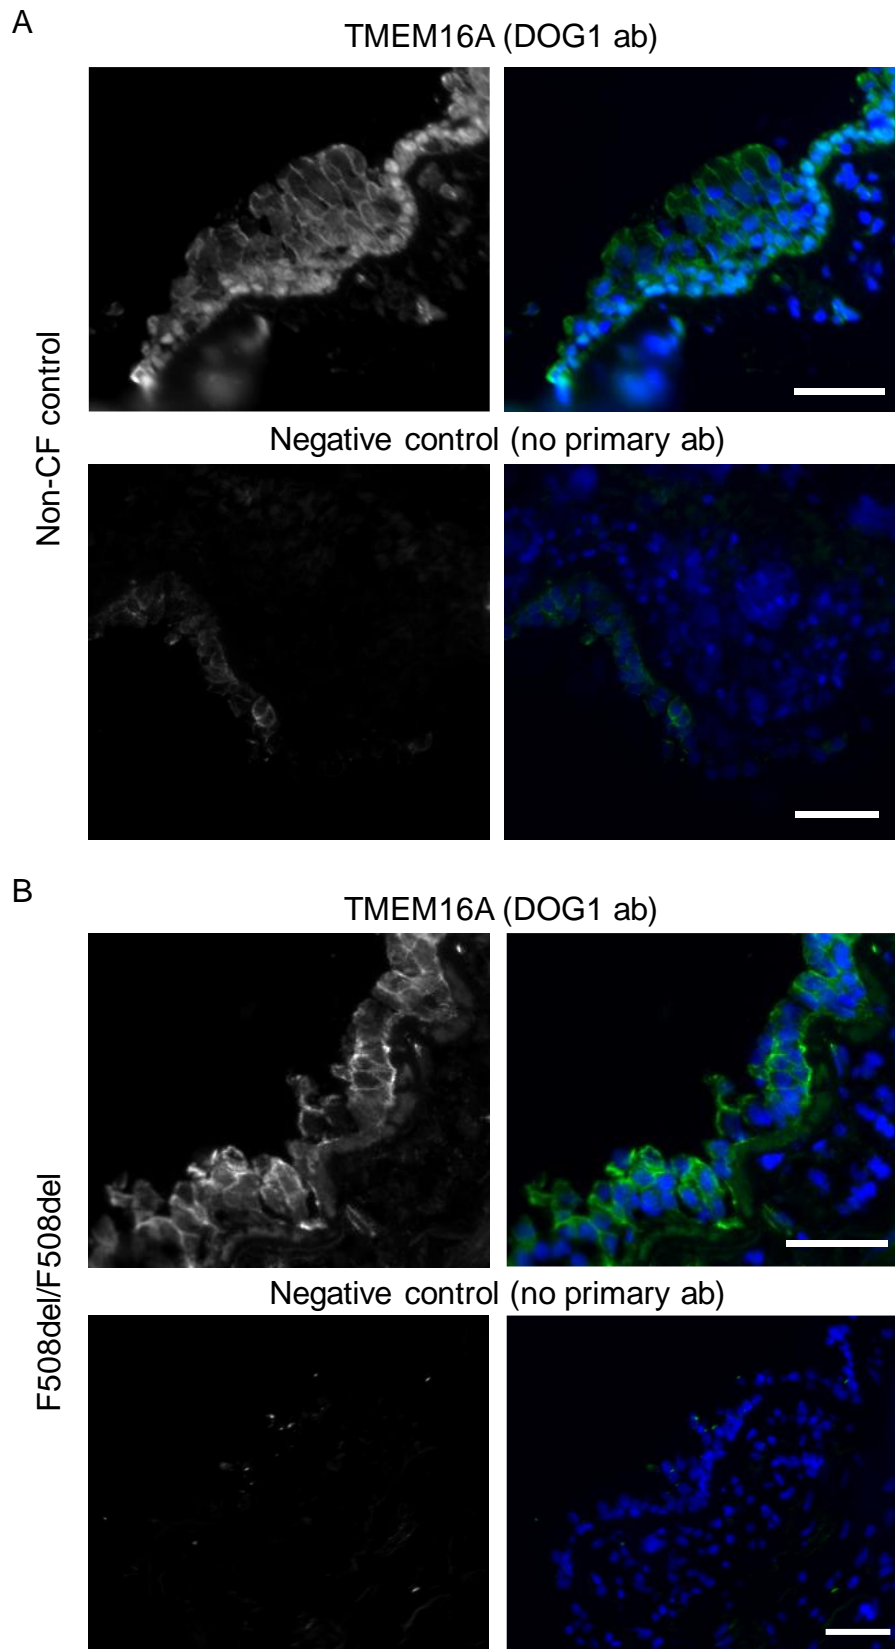 A
TMEM16A (DOG1 ab)
Non-CF control
Negative control (no primary ab)
B
TMEM16A (DOG1 ab)
F508del/F508del
Negative control (no primary ab)